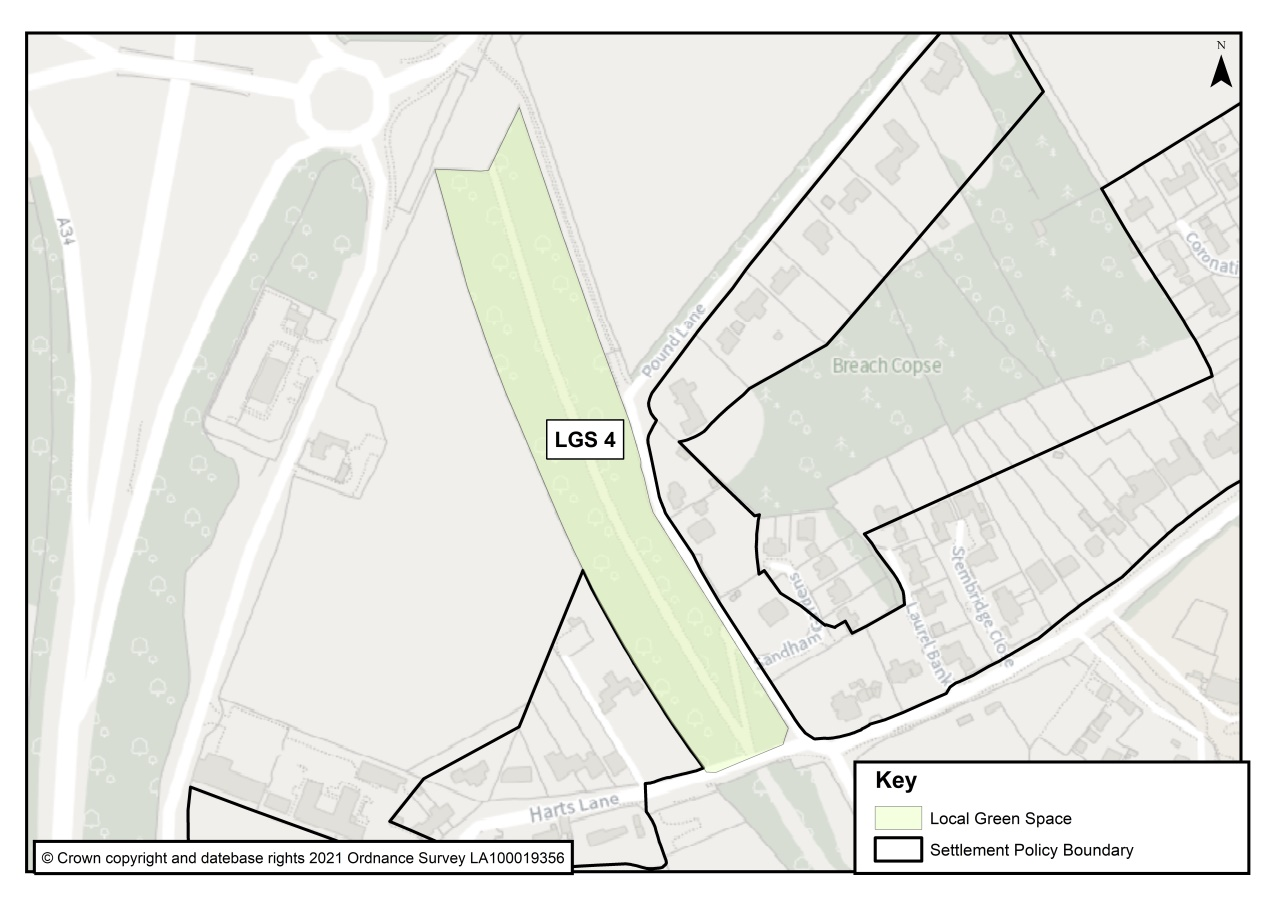 N
A34
Coronati
Pound Lane
Breach Copse
LGS 4
Stembridge Close
Laurel Bank
andham
Harts Lane
Key
Local Green Space
Settlement Policy Boundary
© Crown copyright and datebase rights 2021 Ordnance Survey LA100019356